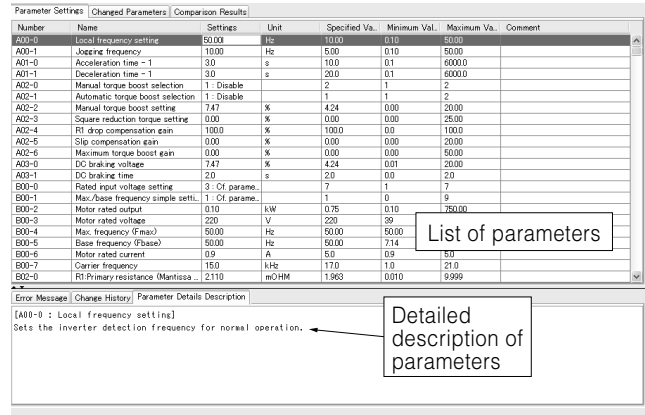 Parameter Settings Changed Parameters Comparison Results
Number Name Settings Unit Specified Va... Minimum Val... Maximum Va... Comment
A00-0 Local frequency setting 50.00 Hz 10.00 0.10 50.00
A00-1 Jogging frequency 10.00 Hz 5.00 0.10 50.00
A01-0 Acceleration time - 1 3.0 s 10.0 0.1 6000.0
A01-1 Deceleration time - 1 3.0 s 20.0 0.1 6000.0
A02-0 Manual torque boost selection 1 : Disable 2 1 2
A02-1 Automatic torque boost selection 1 : Disable 1 1 2
A02-2 Manual torque boost setting 7.47 % 4.24 0.00 20.00
A02-3 Square reduction torque setting 0.00 % 0.00 0.00 25.00
A02-4 R1 drop compensation gain 100.0 % 100.0 0.0 100.0
A02-5 Slip compensation gain 0.00 % 0.00 0.00 20.00
A02-6 Maximum torque boost gain 0.00 % 0.00 0.00 50.00
A03-0 DC braking voltage 7.47 % 4.24 0.01 20.00
A03-1 DC braking time 2.0 s 2.0 0.0 2.0
B00-0 Rated input voltage setting 3 : Cf. parame... 7 1 7
B00-1 Max./base frequency simple setti... 1 : Cf. parame... 1 0 9
B00-2 Motor rated output 0.10 kW 0.75 0.10 750.00
B00-3 Motor rated voltage 220 V 220 39
B00-4 Max. frequency (Fmax) 50.00 Hz 50.00 50.00
B00-5 Base frequency (Fbase) 50.00 Hz 50.00 7.14
B00-6 Motor rated current 0.9 A 5.0 0.9 5.0
B00-7 Carrier frequency 15.0 kHz 17.0 1.0 21.0
B02-0 R1:Primary resistance (Mantissa ... 2.110 mOHM 1.963 0.010 9.999
List of parameters
Error Message Change History Parameter Details Description
[A00-0 : Local frequency setting]
Sets the inverter detection frequency for normal operation.
Detailed
description of
parameters